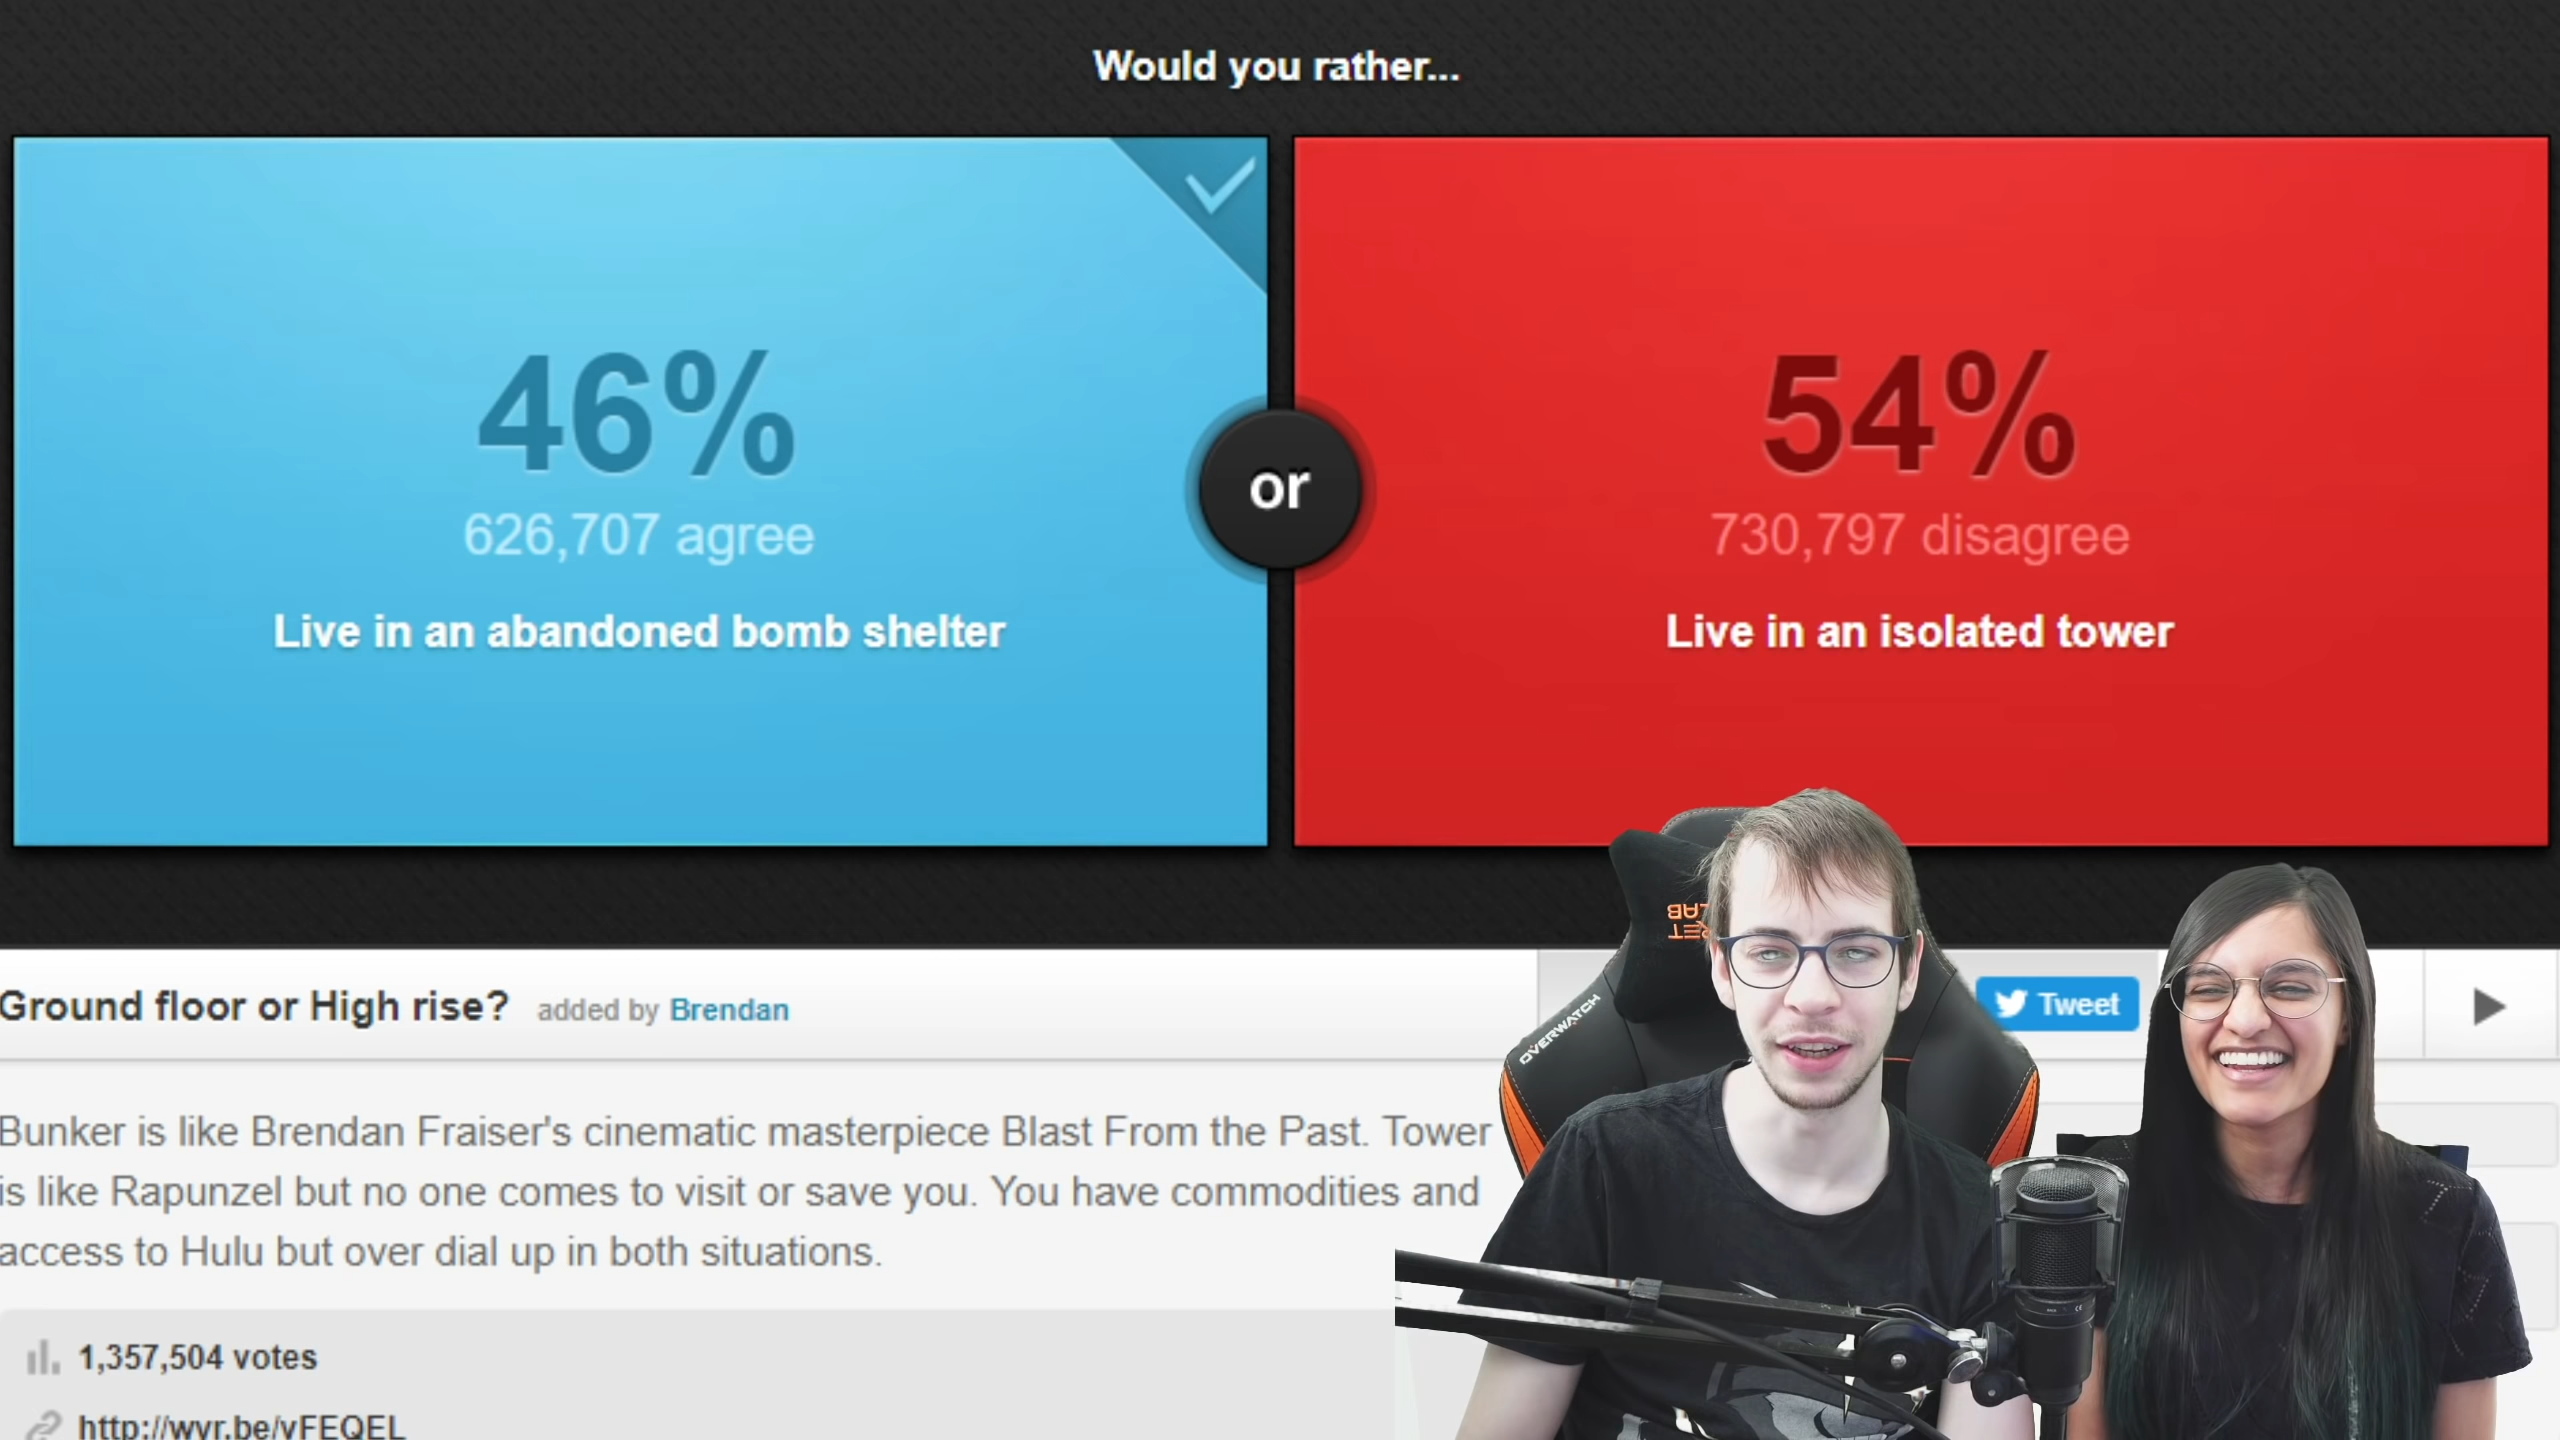 Would you rather...
46%
626,707 agree
Live in an abandoned bomb shelter
or
54%
730,797 disagree
Live in an isolated tower
Ground floor or High rise? added by Brendan
Tweet
Bunker is like Brendan Fraiser's cinematic masterpiece Blast From the Past. Tower
is like Rapunzel but no one comes to visit or save you. You have commodities and
access to Hulu but over dial up in both situations.
1,357,504 votes
http://wyr.be/vFEQEL
OVERWATCH
LAB